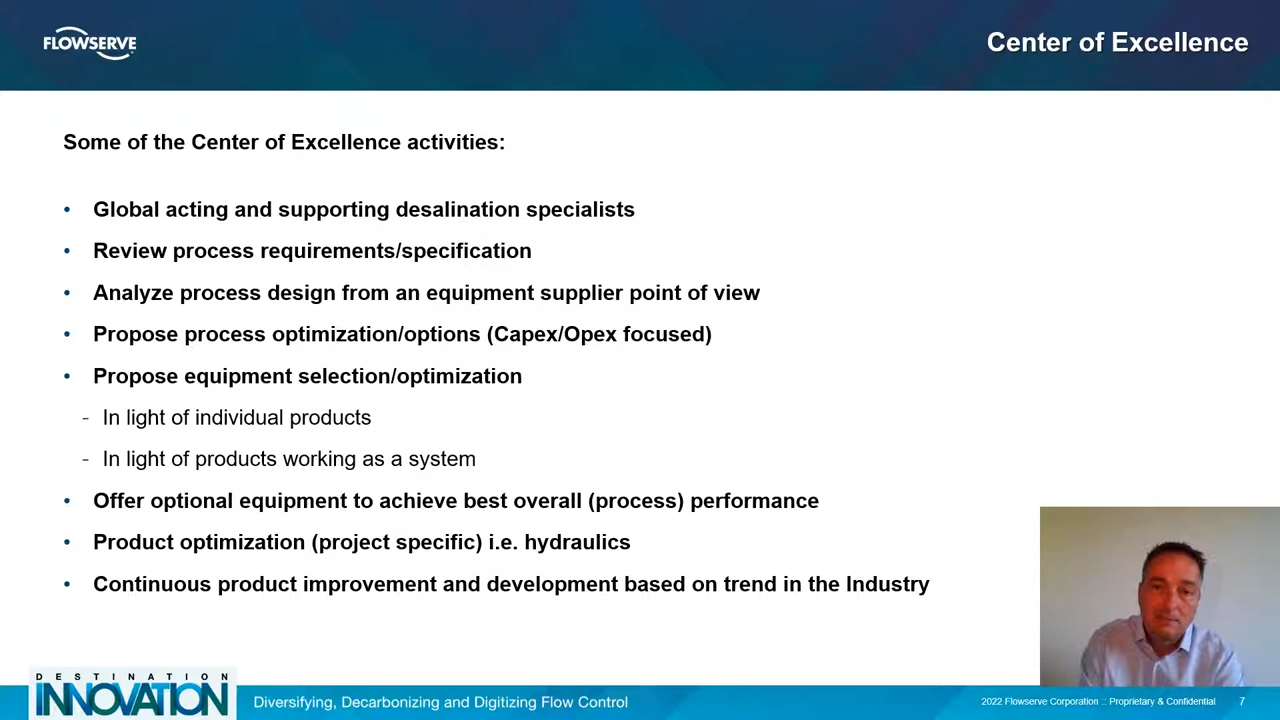 FLOWSERVE
Center of Excellence
Some of the Center of Excellence activities:
• Global acting and supporting desalination specialists
• Review process requirements/specification
• Analyze process design from an equipment supplier point of view
• Propose process optimization/options (Capex/Opex focused)
• Propose equipment selection/optimization
- In light of individual products
- In light of products working as a system
• Offer optional equipment to achieve best overall (process) performance
• Product optimization (project specific) i.e. hydraulics
• Continuous product improvement and development based on trend in the Industry
DESTINATION
INNOVATION
Diversifying, Decarbonizing and Digitizing Flow Control
2022 Flowserve Corporation :: Proprietary & Confidential 7